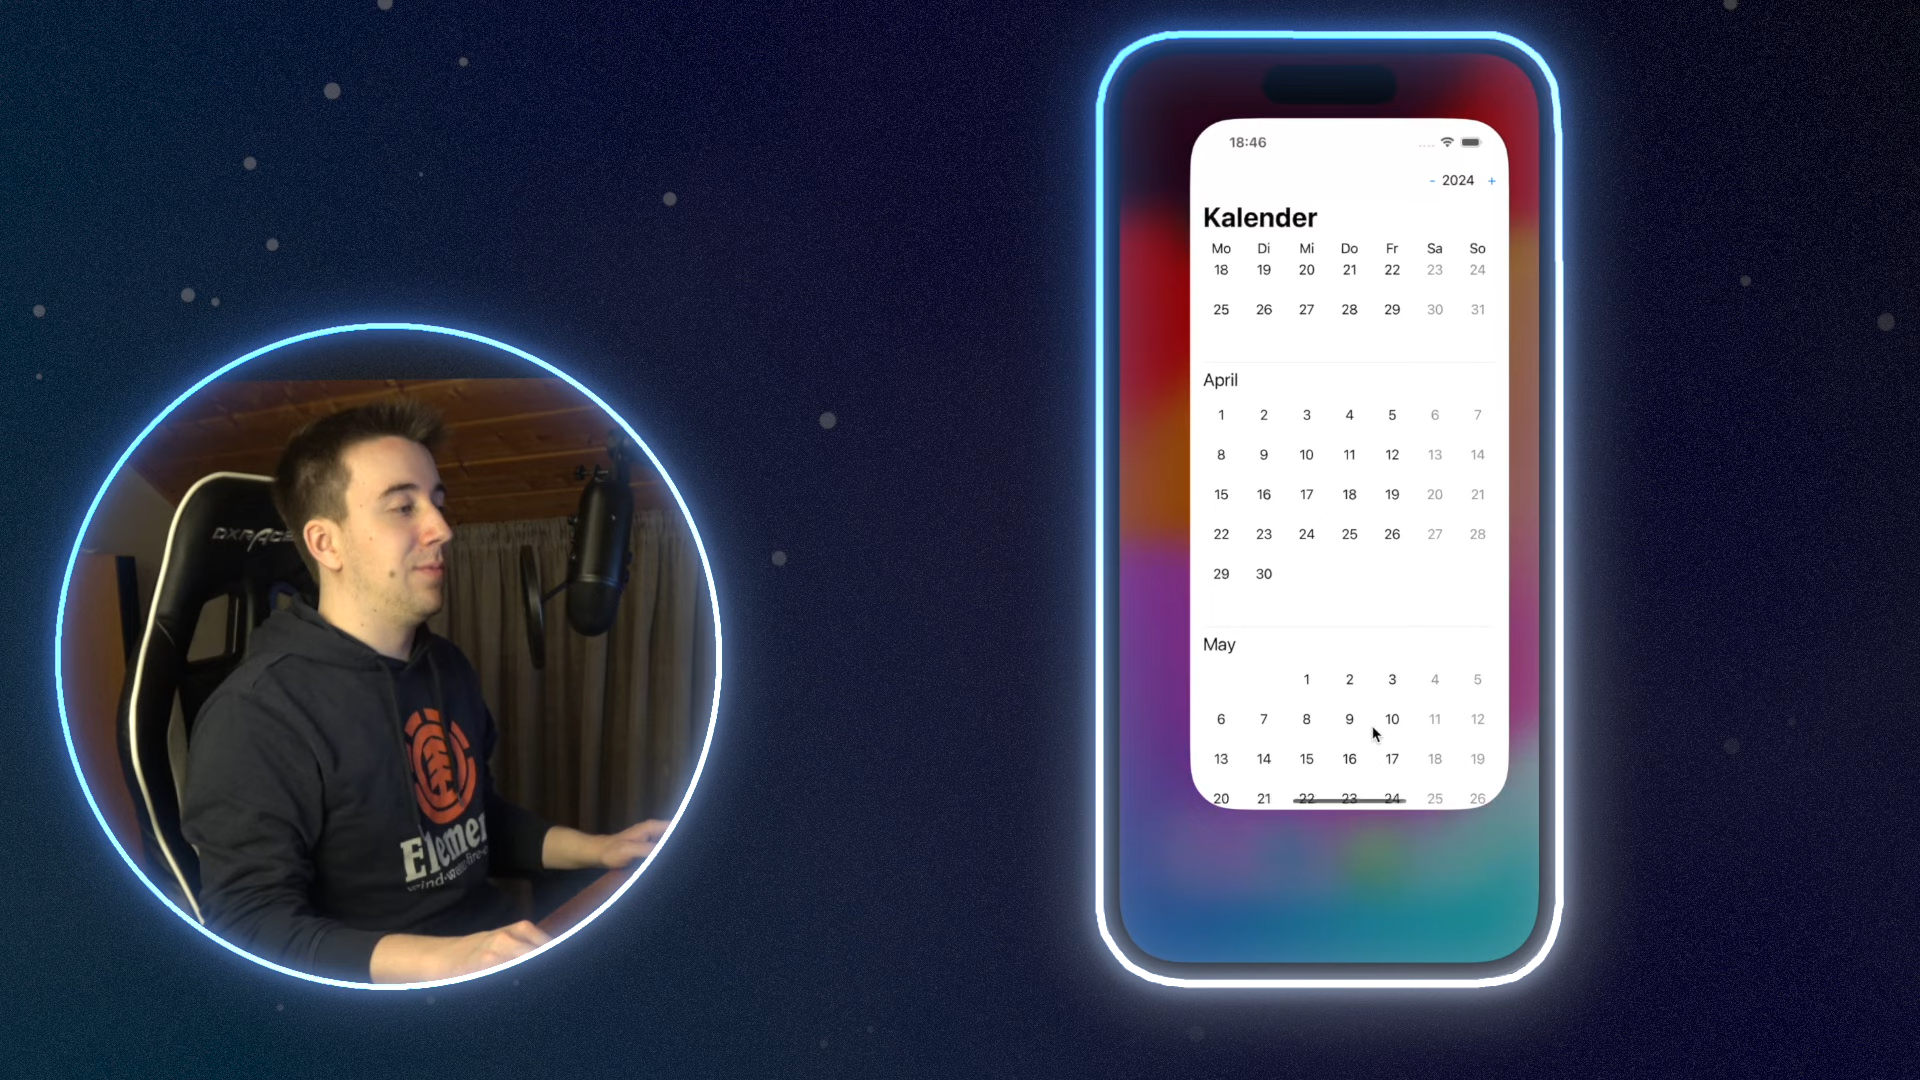 18:46
- 2024 +
Kalender
Mo Di Mi Do Fr Sa So
18 19 20 21 22 23 24
25 26 27 28 29 30 31
April
1 2 3 4 5 6 7
8 9 10 11 12 13 14
15 16 17 18 19 20 21
22 23 24 25 26 27 28
29 30
May
1 2 3 4 5
6 7 8 9 10 11 12
13 14 15 16 17 18 19
20 21 22 23 24 25 26
DXRACE
Elemen